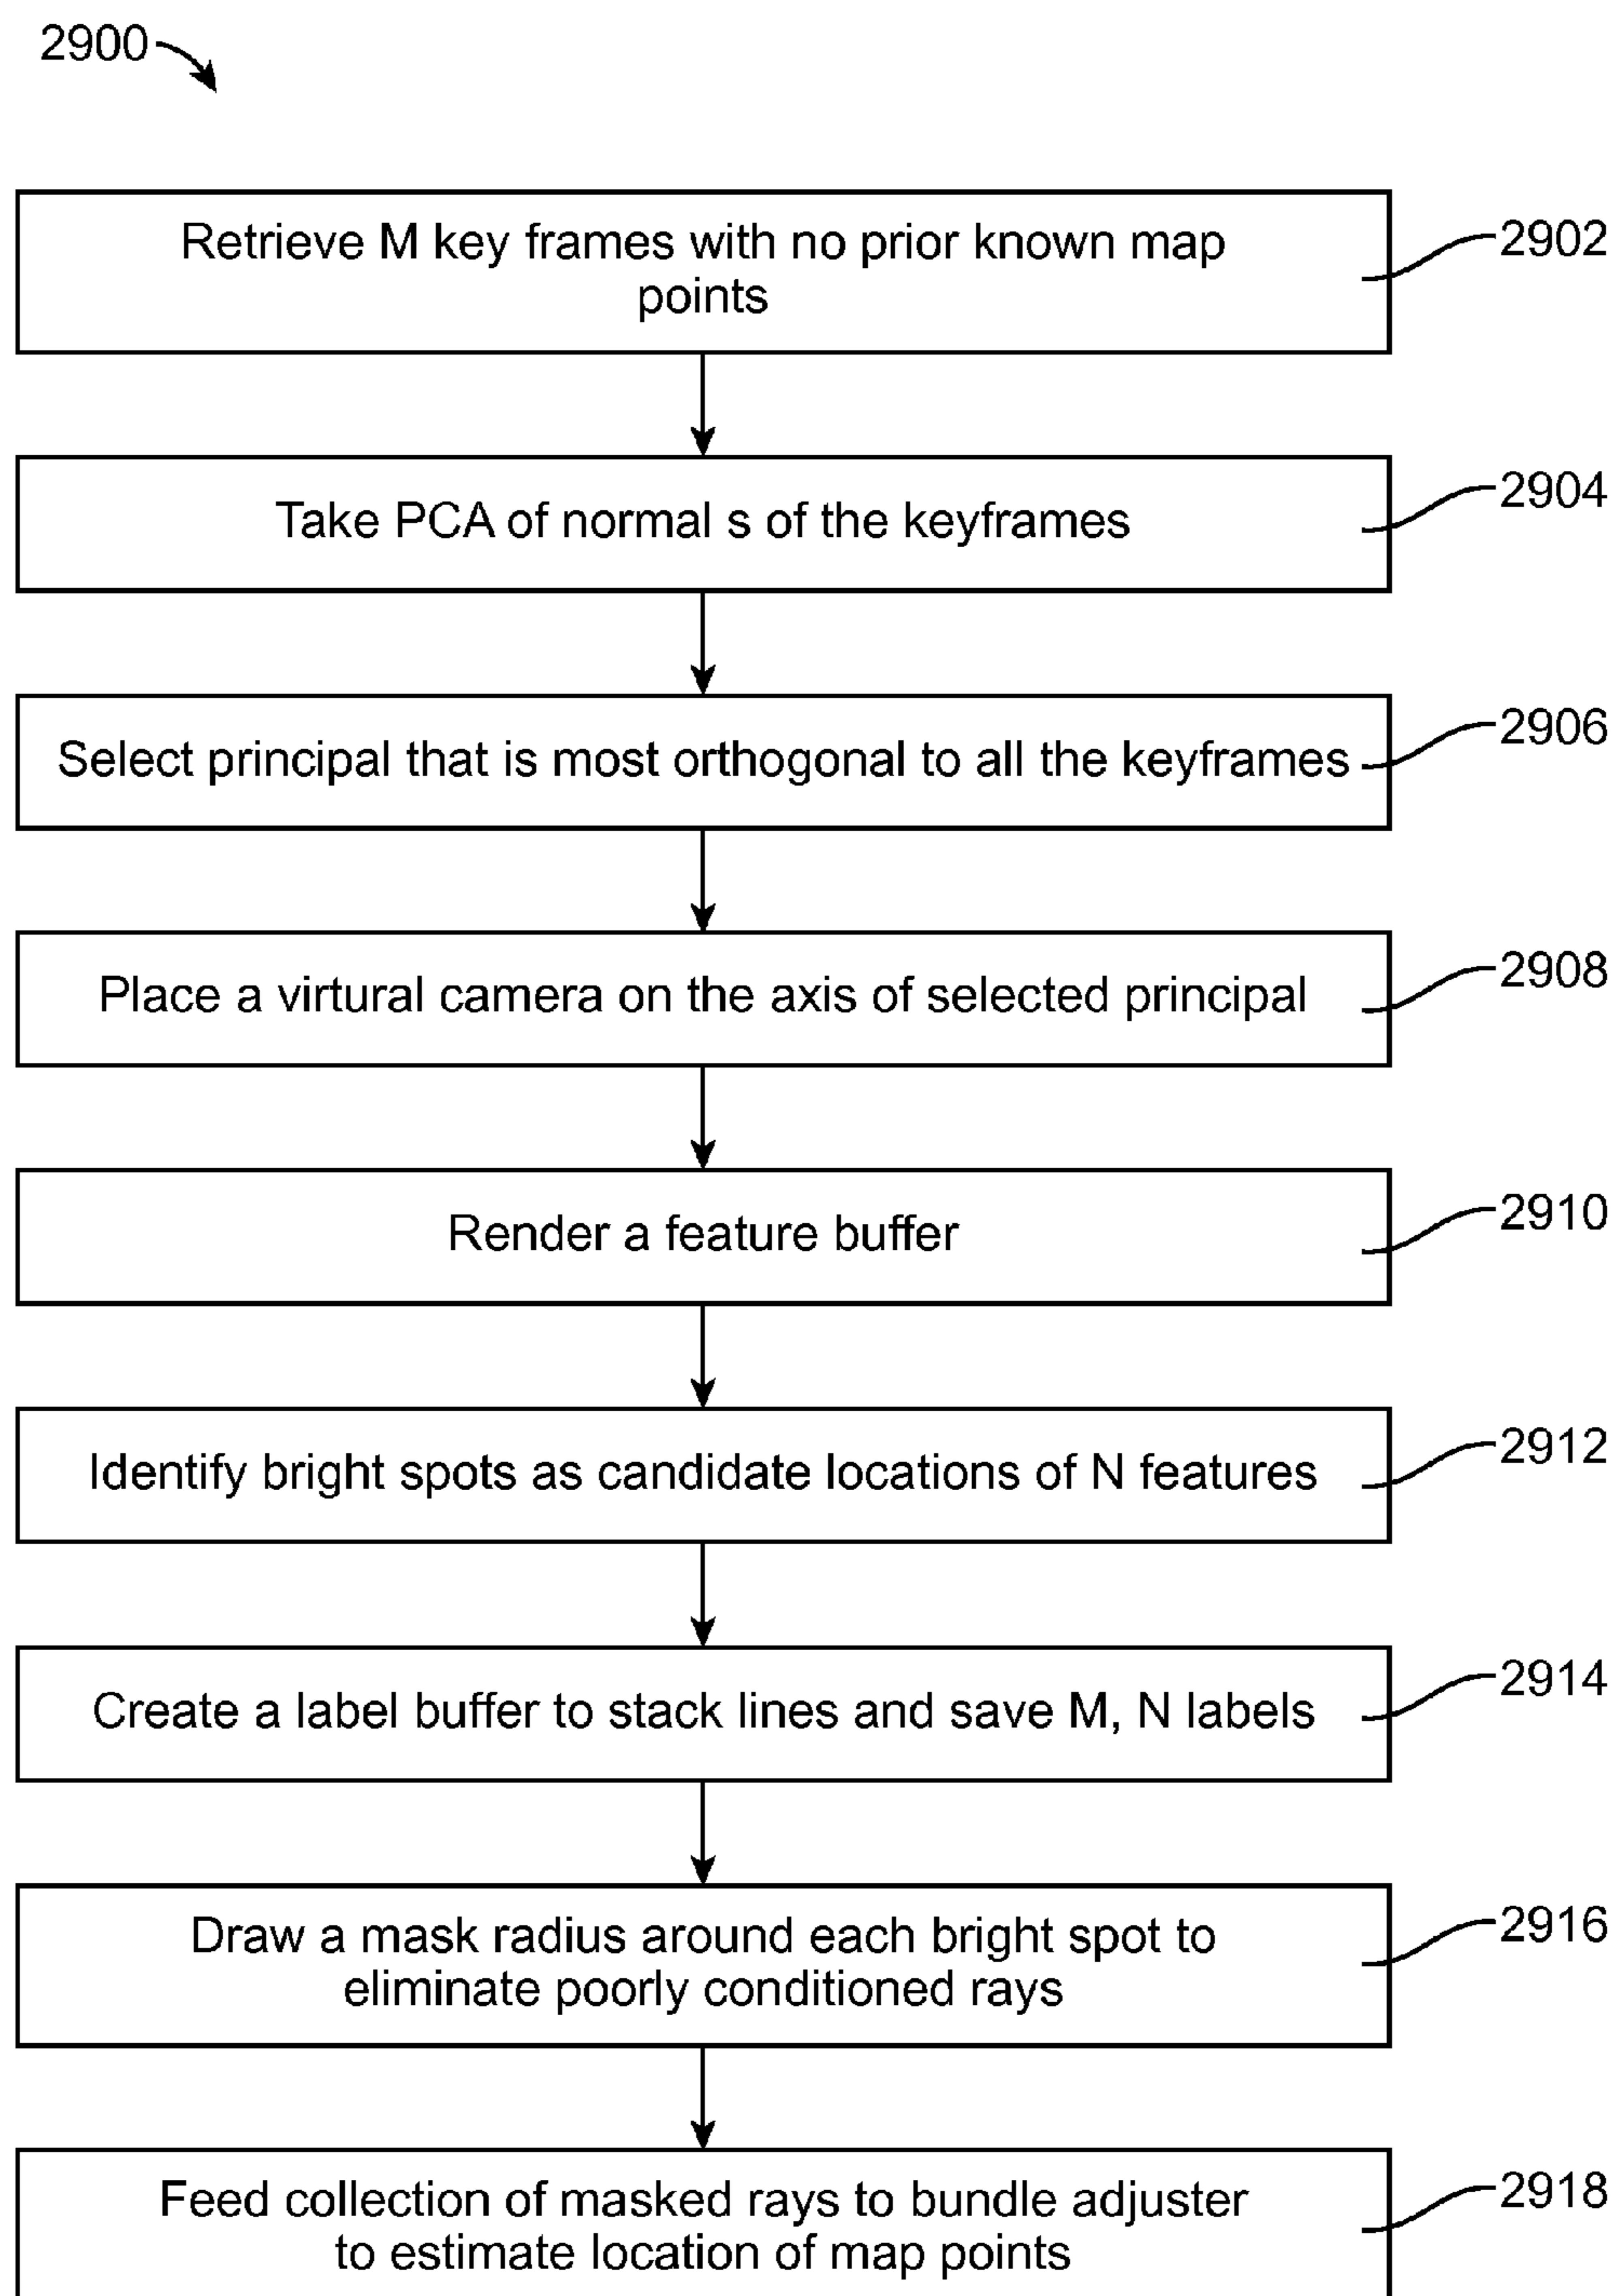 2900
Retrieve M key frames with no prior known map
points
2902
Take PCA of normal s of the keyframes
2904
Select principal that is most orthogonal to all the keyframes
2906
Place a virtural camera on the axis of selected principal
2908
Render a feature buffer
2910
Identify bright spots as candidate locations of N features
2912
Create a label buffer to stack lines and save M, N labels
2914
Draw a mask radius around each bright spot to
eliminate poorly conditioned rays
2916
Feed collection of masked rays to bundle adjuster
to estimate location of map points
2918